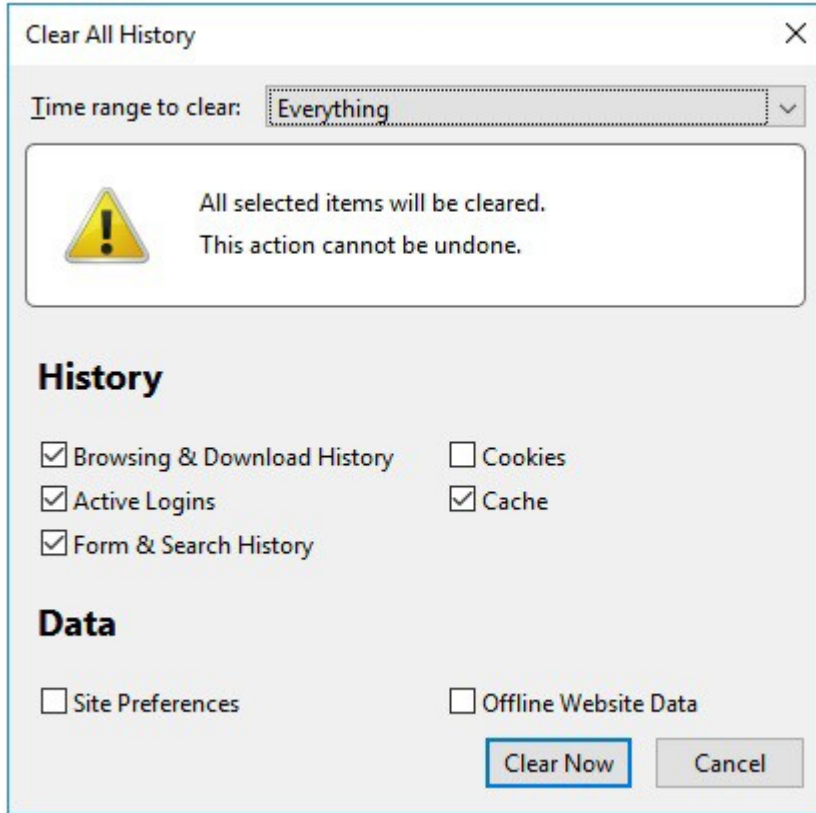 Clear All History
Time range to clear: Everything
All selected items will be cleared.
This action cannot be undone.
History
Browsing & Download History Cookies
Active Logins Cache
Form & Search History
Data
Site Preferences Offline Website Data
Clear Now Cancel